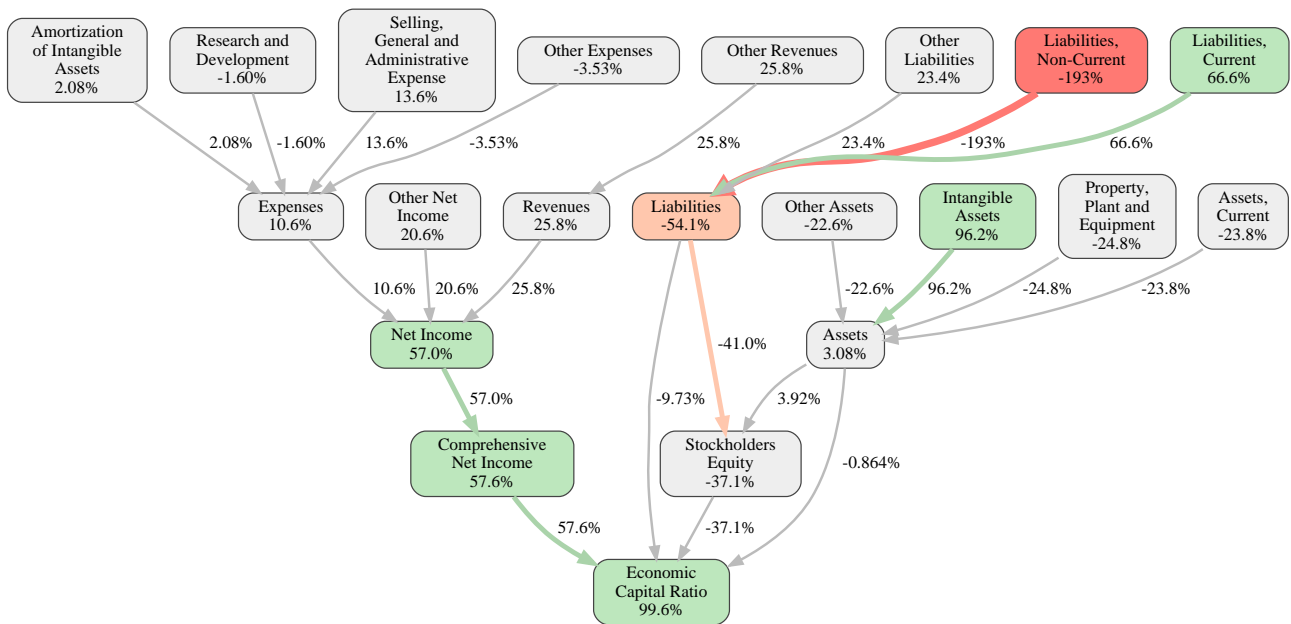 Amortization
of Intangible
Assets
2.08%
Research and
Development
-1.60%
Selling,
General and
Administrative
Expense
13.6%
Other Expenses
-3.53%
Other Revenues
25.8%
Other
Liabilities
23.4%
Liabilities,
Non-Current
-193%
Liabilities,
Current
66.6%
2.08%
-1.60%
13.6%
-3.53%
25.8%
23.4%
-193%
66.6%
Expenses
10.6%
Other Net
Income
20.6%
Revenues
25.8%
Liabilities
-54.1%
Other Assets
-22.6%
Intangible
Assets
96.2%
Property,
Plant and
Equipment
-24.8%
Assets,
Current
-23.8%
10.6%
20.6%
25.8%
-22.6%
96.2%
-24.8%
-23.8%
Net Income
57.0%
-41.0%
Assets
3.08%
57.0%
-9.73%
3.92%
Comprehensive
Net Income
57.6%
Stockholders
Equity
-37.1%
-0.864%
57.6%
-37.1%
Economic
Capital Ratio
99.6%